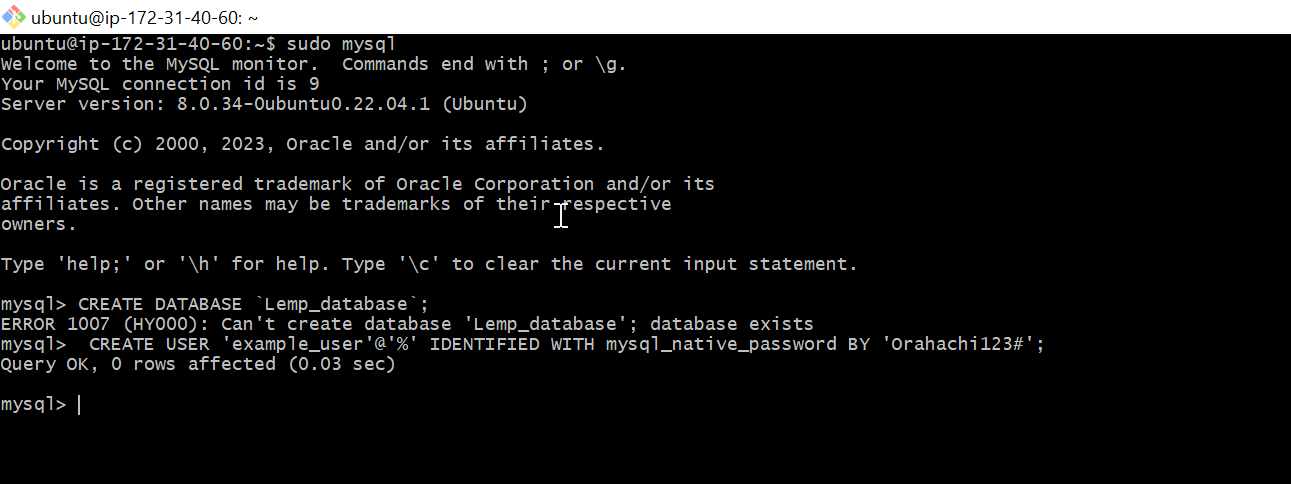 ubuntu@ip-172-31-40-60: ~
ubuntu@ip-172-31-40-60:~$ sudo mysql
Welcome to the MySQL monitor.  Commands end with ; or \g.
Your MySQL connection id is 9
Server version: 8.0.34-0ubuntu0.22.04.1 (Ubuntu)
Copyright (c) 2000, 2023, Oracle and/or its affiliates.
Oracle is a registered trademark of Oracle Corporation and/or its
affiliates. Other names may be trademarks of their respective
owners.
Type 'help;' or '\h' for help. Type '\c' to clear the current input statement.
mysql> CREATE DATABASE `Lemp_database`;
ERROR 1007 (HY000): Can't create database 'Lemp_database'; database exists
mysql>  CREATE USER 'example_user'@'%' IDENTIFIED WITH mysql_native_password BY 'Orahachi123#';
Query OK, 0 rows affected (0.03 sec)
mysql>